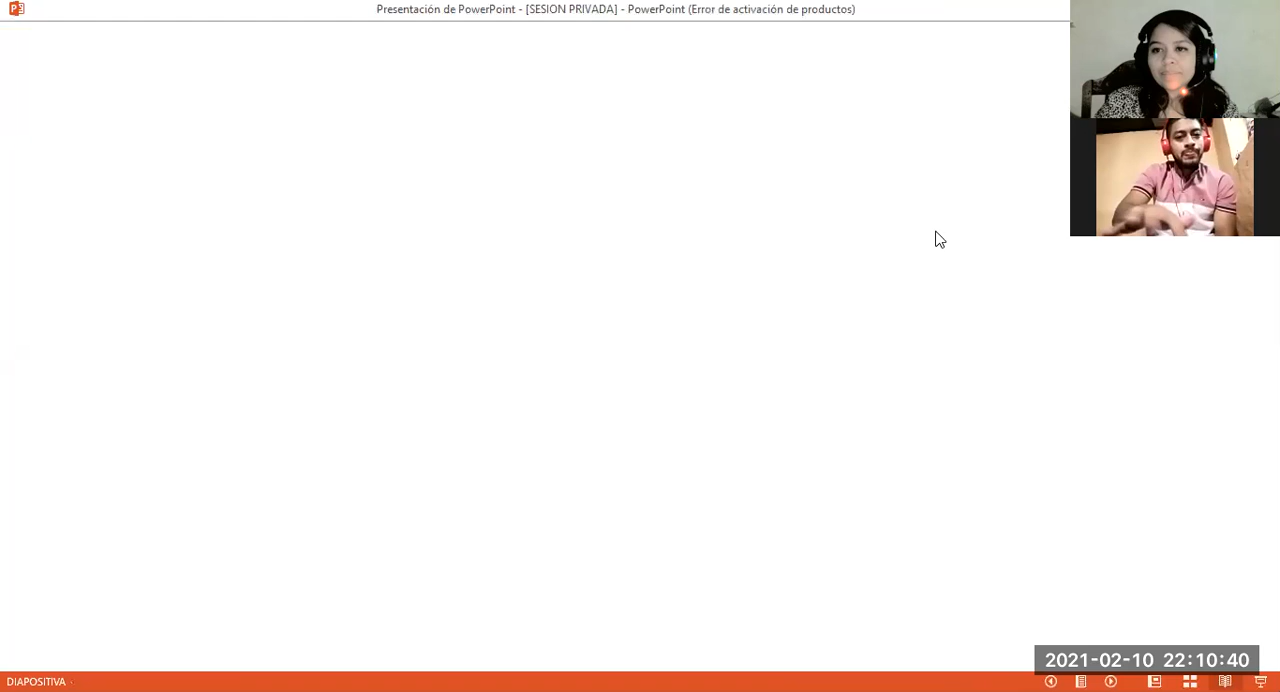 Presentación de PowerPoint - [SESION PRIVADA] - PowerPoint (Error de activación de productos)
2021-02-10 22:10:40
DIAPOSITIVA